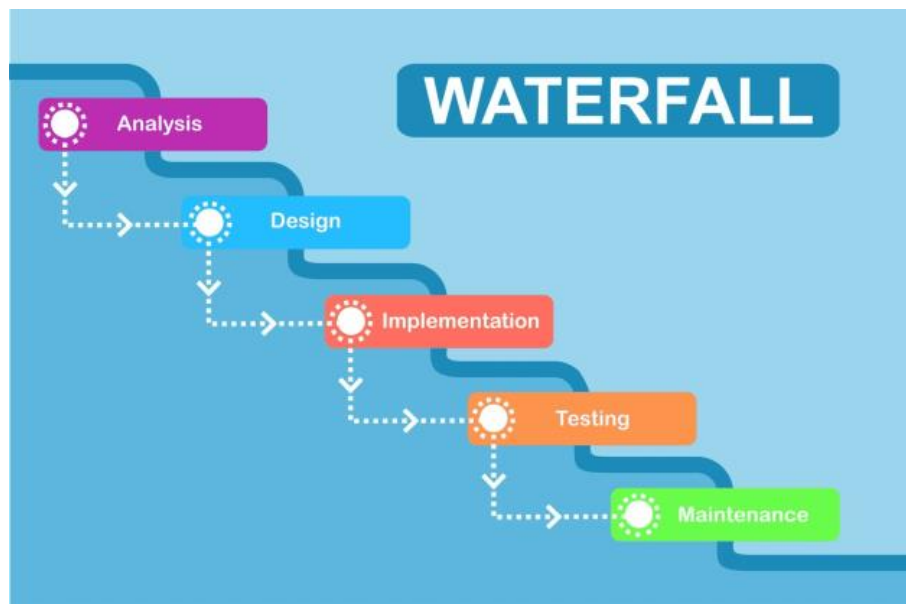 WATERFALL
Analysis
Design
Implementation
Testing
Maintenance